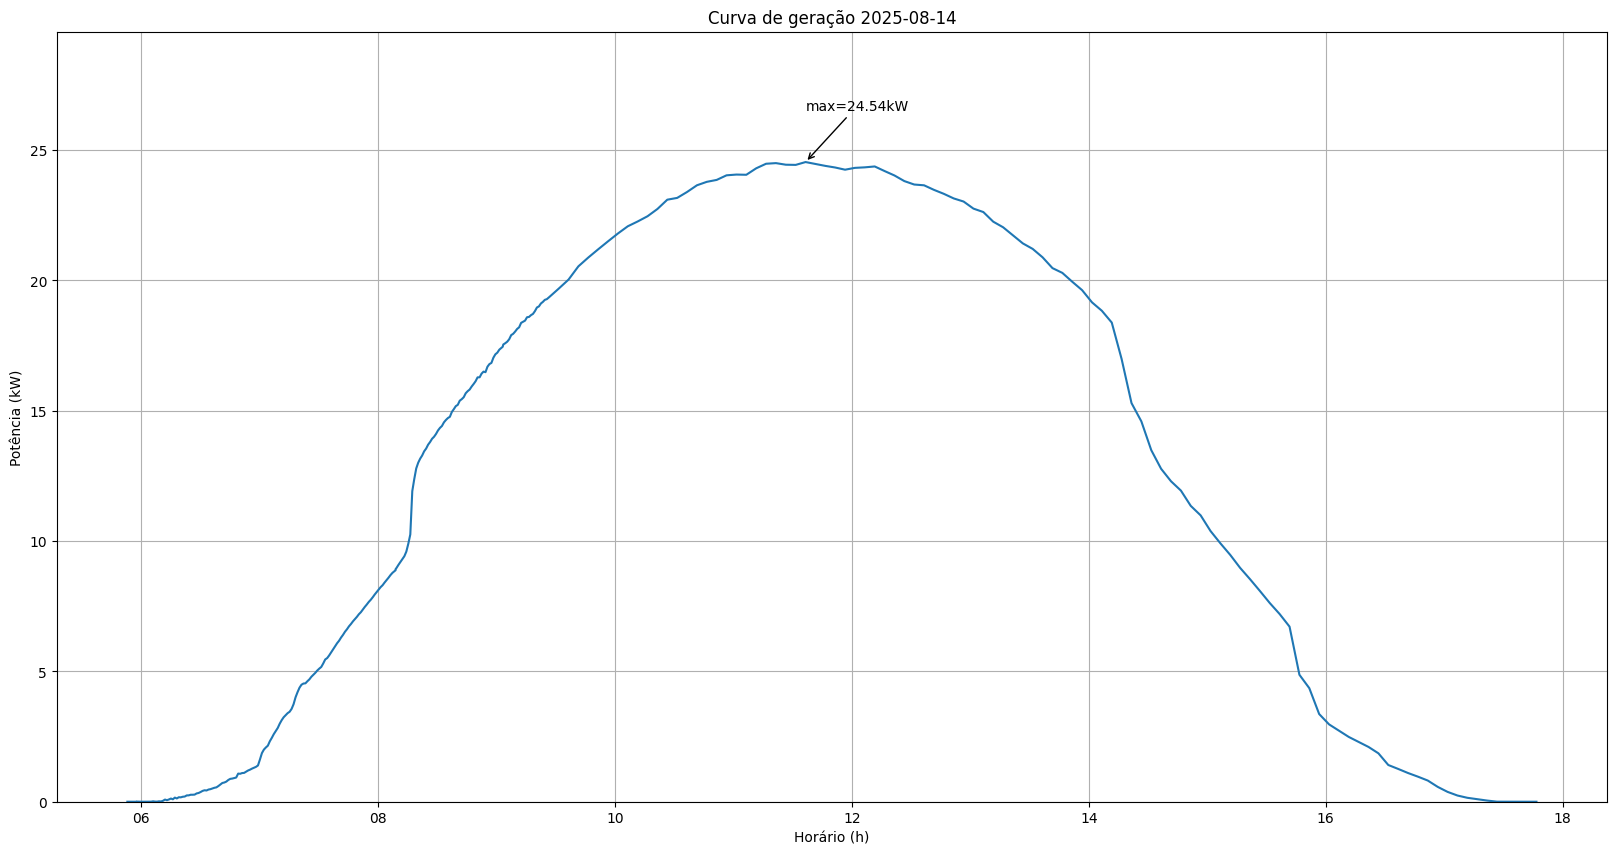 Curva de geração 2025-08-14
max=24.54kW
25
20
15
10
5
0
Potência (kW)
06 08 10 12 14 16 18
Horário (h)